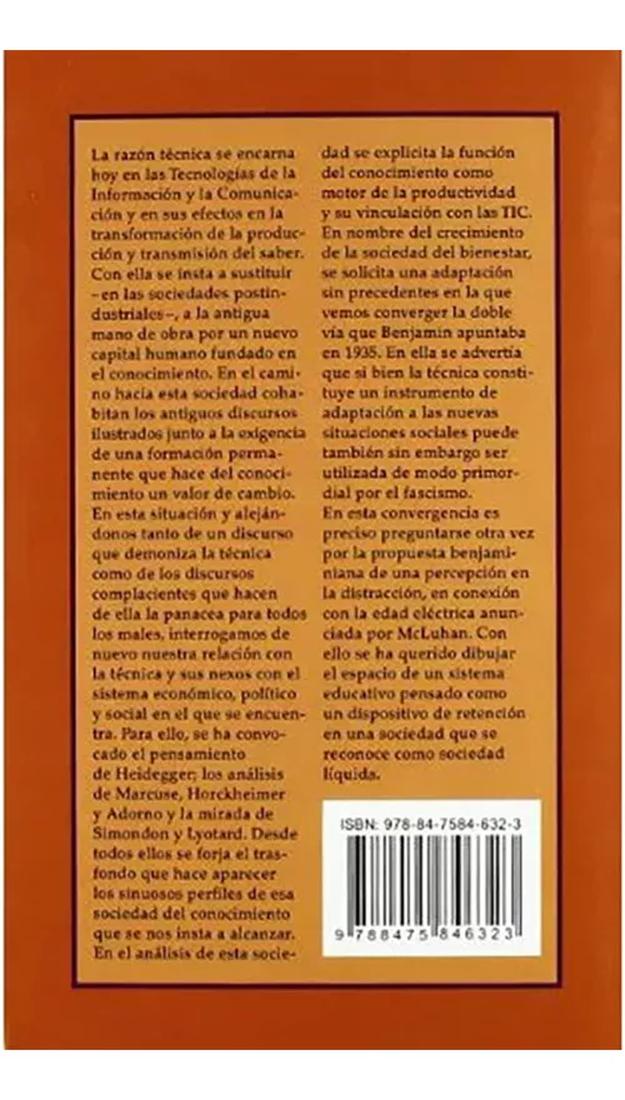 La razón técnica se encarna
hoy en las Tecnologías de la
Información y la Comunica-
ción y en sus efectos en la
transformación de la produc-
ción y transmisión del saber.
Con ella se insta a sustituir
–en las sociedades postin-
dustriales–, a la antigua
mano de obra por un nuevo
capital humano fundado en
el conocimiento. En el cami-
no hacia esta sociedad coha-
bitan los antiguos discursos
ilustrados junto a la exigencia
de una formación perma-
nente que hace del conoci-
miento un valor de cambio.
En esta situación y aleján-
donos tanto de un discurso
que demoniza la técnica
como de los discursos
complacientes que hacen
de ella la panacea para todos
los males, interrogamos de
nuevo nuestra relación con
la técnica y sus nexos con el
sistema económico, político
y social en el que se encuen-
tra. Para ello, se ha convo-
cado el pensamiento
de Heidegger; los análisis
de Marcuse, Horckheimer
y Adorno y la mirada de
Simondon y Lyotard. Desde
todos ellos se forja el tras-
fondo que hace aparecer
los sinuosos perfiles de esa
sociedad del conocimiento
que se nos insta a alcanzar.
En el análisis de esta socie-
dad se explicita la función
del conocimiento como
motor de la productividad
y su vinculación con las TIC.
En nombre del crecimiento
de la sociedad del bienestar,
se solicita una adaptación
sin precedentes en la que
vemos converger la doble
vía que Benjamin apuntaba
en 1935. En ella se advertía
que si bien la técnica consti-
tuye un instrumento de
adaptación a las nuevas
situaciones sociales puede
también sin embargo ser
utilizada de modo primor-
dial por el fascismo.
En esta convergencia es
preciso preguntarse otra vez
por la propuesta benjami-
niana de una percepción en
la distracción, en conexión
con la edad eléctrica anun-
ciada por McLuhan. Con
ello se ha querido dibujar
el espacio de un sistema
educativo pensado como
un dispositivo de retención
en una sociedad que se
reconoce como sociedad
líquida.
ISBN: 978-84-7584-632-3
9 788475 846323